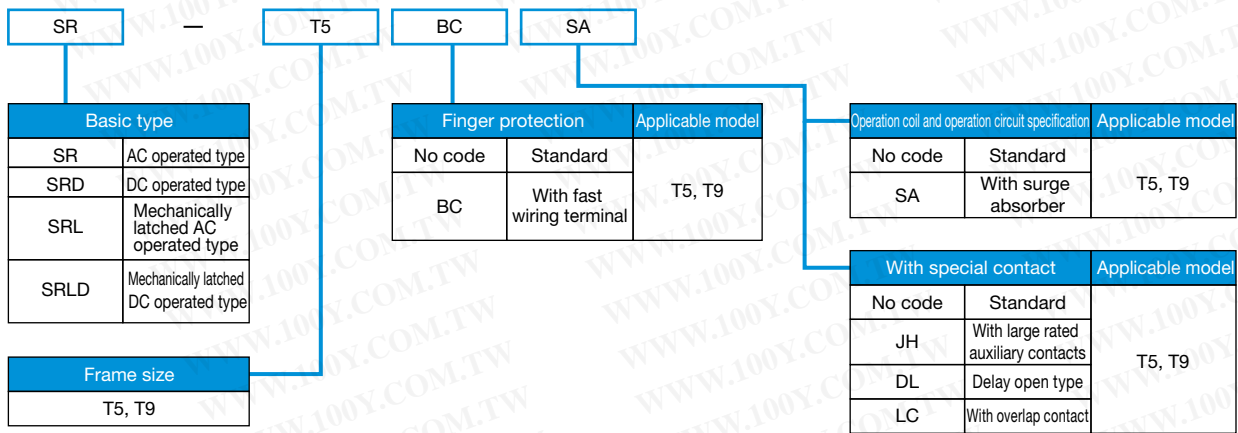 SR — T5 BC SA
Basic type
SR AC operated type
SRD DC operated type
SRL Mechanically
latched AC
operated type
SRLD Mechanically latched
DC operated type
Frame size
T5, T9
Finger protection Applicable model
No code Standard
BC With fast
wiring terminal
T5, T9
Operation coil and operation circuit specification Applicable model
No code Standard
SA With surge
absorber
T5, T9
With special contact Applicable model
No code Standard
JH With large rated
auxiliary contacts
DL Delay open type
LC With overlap contact
T5, T9
WWW.100Y.COM.TW